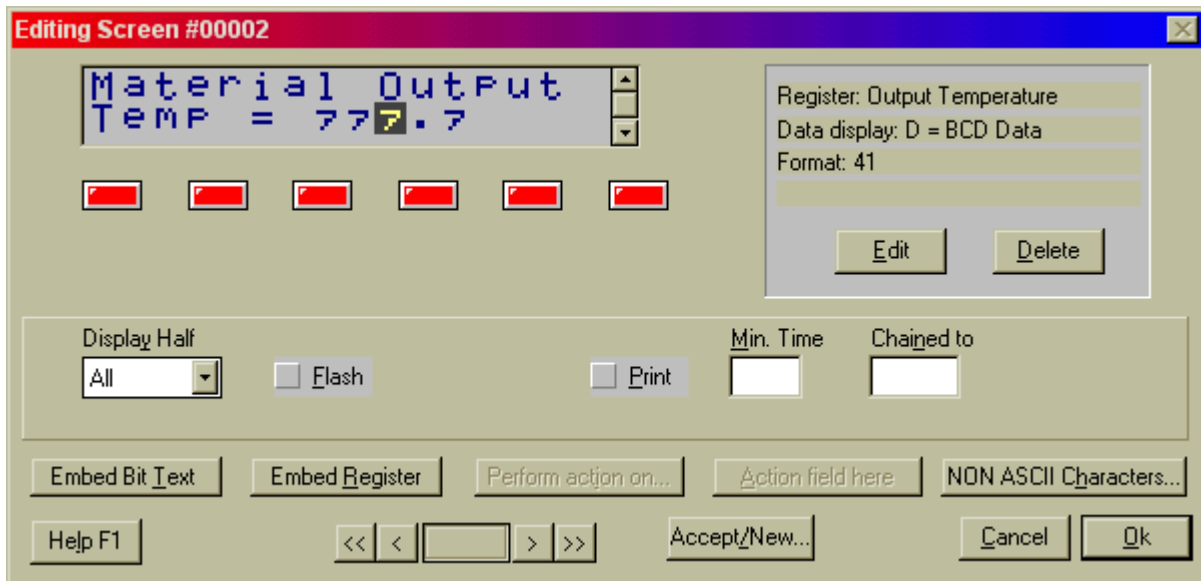 Editing Screen #00002
Material Output
Temp = 777.7
Register: Output Temperature
Data display: D = BCD Data
Format: 41
Edit
Delete
Display Half
All
Flash
Print
Min. Time
Chained to
Embed Bit Text
Embed Register
Perform action on...
Action field here
NON ASCII Characters...
Help F1
<<
<
>
>>
Accept/New...
Cancel
Ok